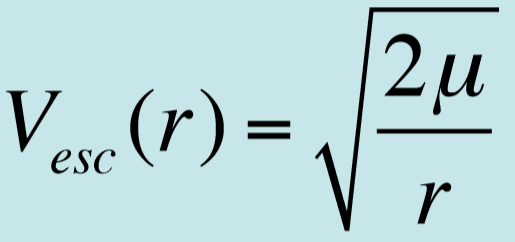 V_esc(r) = √(2μ/r)